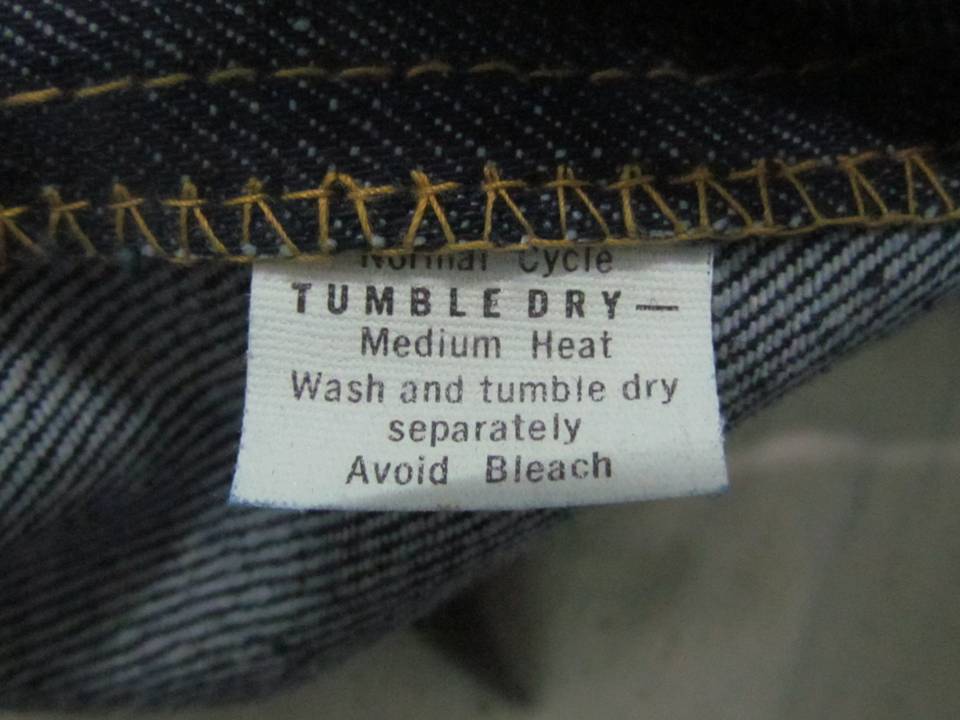 Normal Cycle
TUMBLE DRY—
Medium Heat
Wash and tumble dry
separately
Avoid Bleach